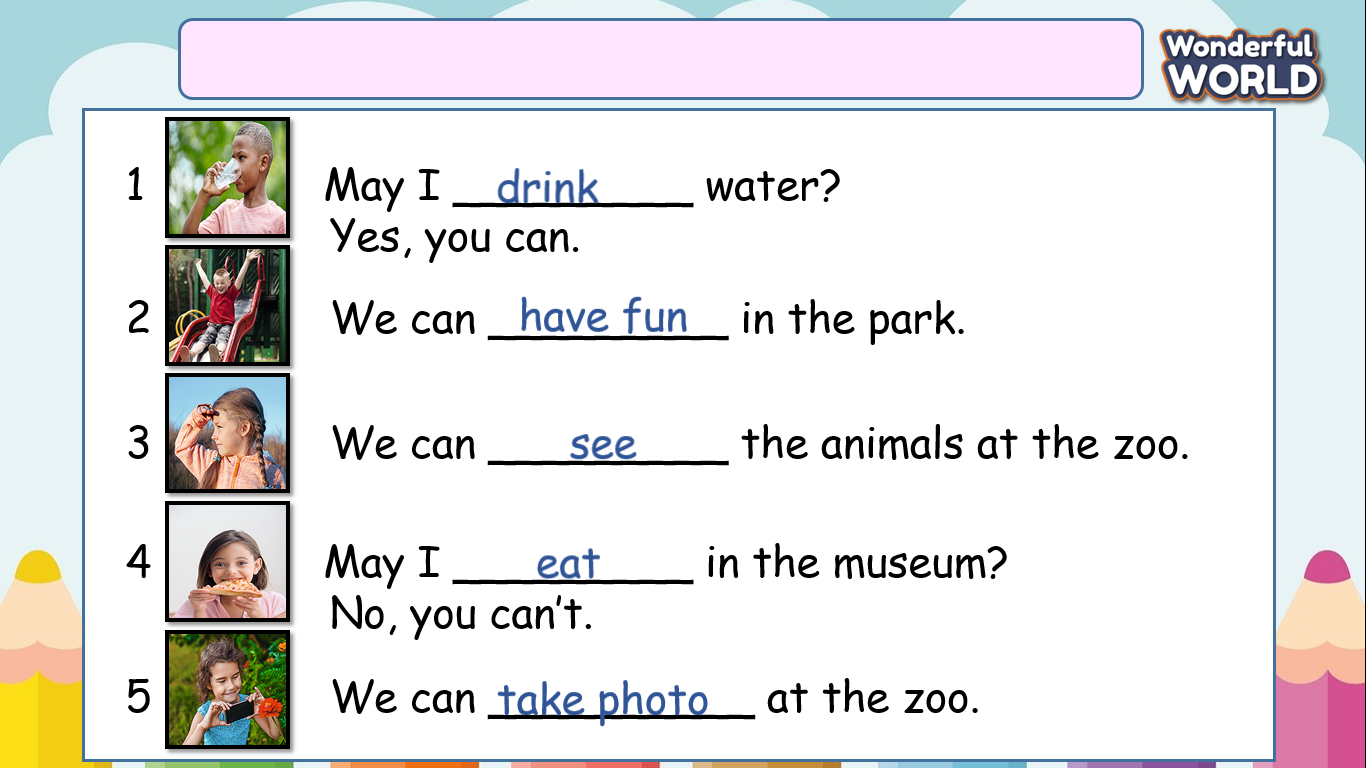 Wonderful
WORLD
1 May I drink water?
Yes, you can.
2 We can have fun in the park.
3 We can see the animals at the zoo.
4 May I eat in the museum?
No, you can't.
5 We can take photo at the zoo.